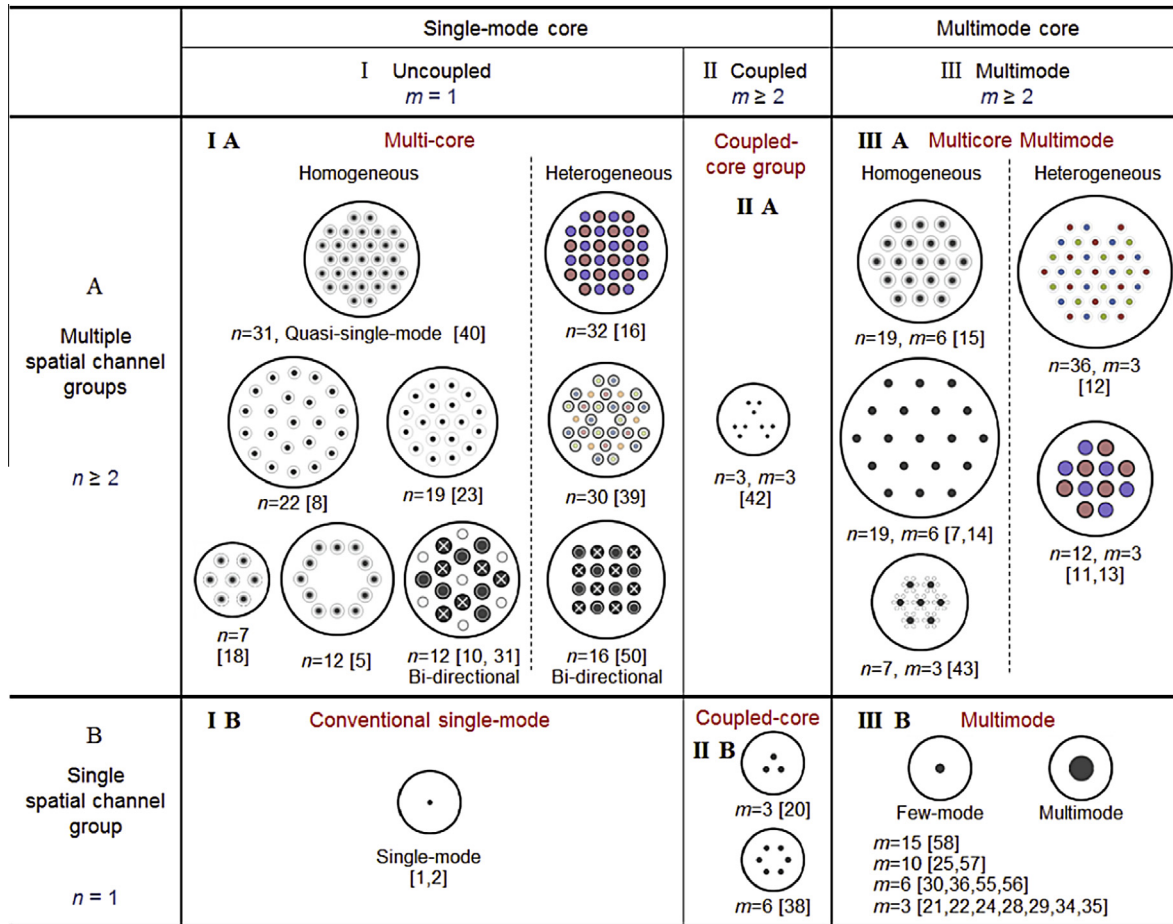 Single-mode core
Multimode core
I Uncoupled
m = 1
II Coupled
m ≥ 2
III Multimode
m ≥ 2
A
Multiple
spatial channel
groups
n ≥ 2
I A Multi-core
Homogeneous
Heterogeneous
n=31, Quasi-single-mode [40]
n=32 [16]
n=22 [8]
n=19 [23]
n=30 [39]
n=7
[18]
n=12 [5]
n=12 [10, 31]
Bi-directional
n=16 [50]
Bi-directional
Coupled-
core group
II A
n=3, m=3
[42]
III A Multicore Multimode
Homogeneous
Heterogeneous
n=19, m=6 [15]
n=36, m=3
[12]
n=19, m=6 [7,14]
n=12, m=3
[11,13]
n=7, m=3 [43]
B
Single
spatial channel
group
n = 1
I B Conventional single-mode
Single-mode
[1,2]
Coupled-core
II B
m=3 [20]
m=6 [38]
III B Multimode
Few-mode
Multimode
m=15 [58]
m=10 [25,57]
m=6 [30,36,55,56]
m=3 [21,22,24,28,29,34,35]